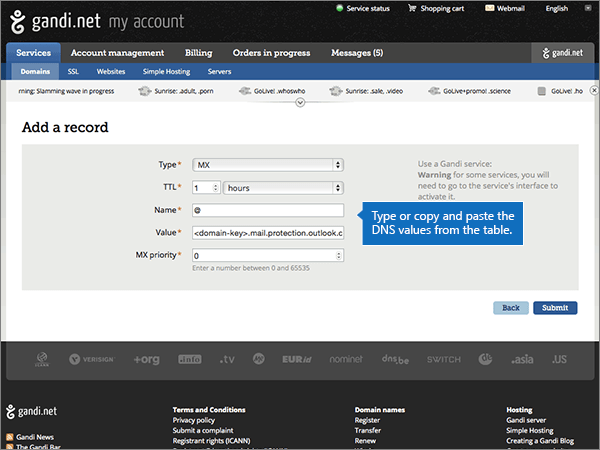 gandi.net my account
Service status Shopping cart Webmail English
Services Account management Billing Orders in progress Messages (5) gandi.net
Domains SSL Websites Simple Hosting Servers
rning: Slamming wave in progress Sunrise: .adult, .porn GoLive! .whoswho Sunrise: .sale, .video GoLive+promo! .science GoLive! .ho
Add a record
Type* MX
TTL* 1 hours
Name* @
Value* <domain-key>.mail.protection.outlook.c
MX priority* 0
Enter a number between 0 and 65535
Use a Gandi service:
Warning for some services, you will
need to go to the service's interface to
activate it.
Type or copy and paste the
DNS values from the table.
Back Submit
ICANN VERISIGN +org .info .tv EURid nominet dns.be SWITCH .asia .US
gandi.net
Gandi News
The Gandi Bar
Terms and Conditions
Privacy policy
Submit a complaint
Registrant rights (ICANN)
Domain names
Register
Transfer
Renew
Hosting
Gandi server
Simple Hosting
Creating a Gandi Blog